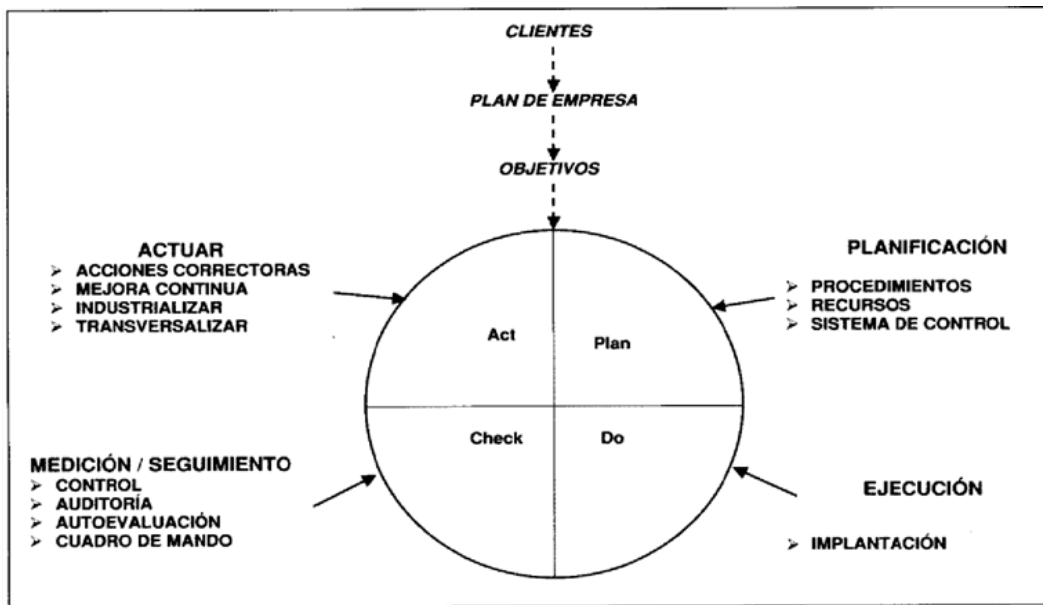 CLIENTES
PLAN DE EMPRESA
OBJETIVOS
ACTUAR
➢ ACCIONES CORRECTORAS
➢ MEJORA CONTINUA
➢ INDUSTRIALIZAR
➢ TRANSVERSALIZAR
PLANIFICACIÓN
➢ PROCEDIMIENTOS
➢ RECURSOS
➢ SISTEMA DE CONTROL
Act
Plan
Check
Do
MEDICIÓN / SEGUIMIENTO
➢ CONTROL
➢ AUDITORÍA
➢ AUTOEVALUACIÓN
➢ CUADRO DE MANDO
EJECUCIÓN
➢ IMPLANTACIÓN